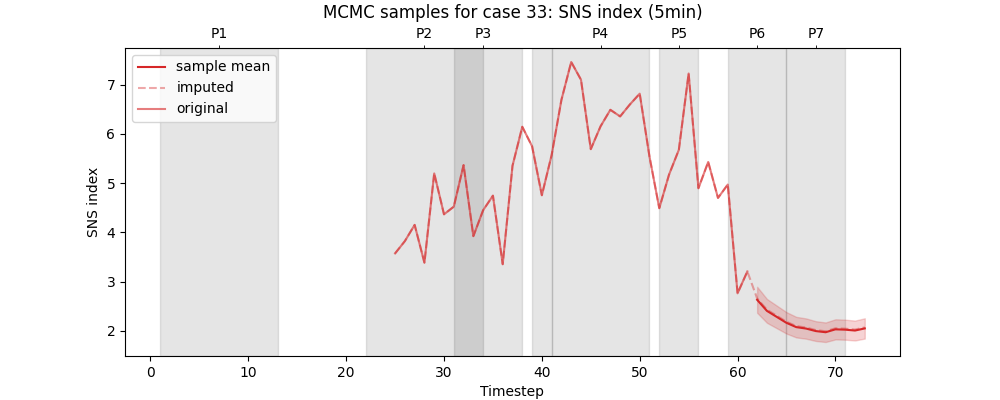 MCMC samples for case 33: SNS index (5min)
P1 P2 P3 P4 P5 P6 P7
sample mean
imputed
original
7
6
5
4
3
2
SNS index
0 10 20 30 40 50 60 70
Timestep